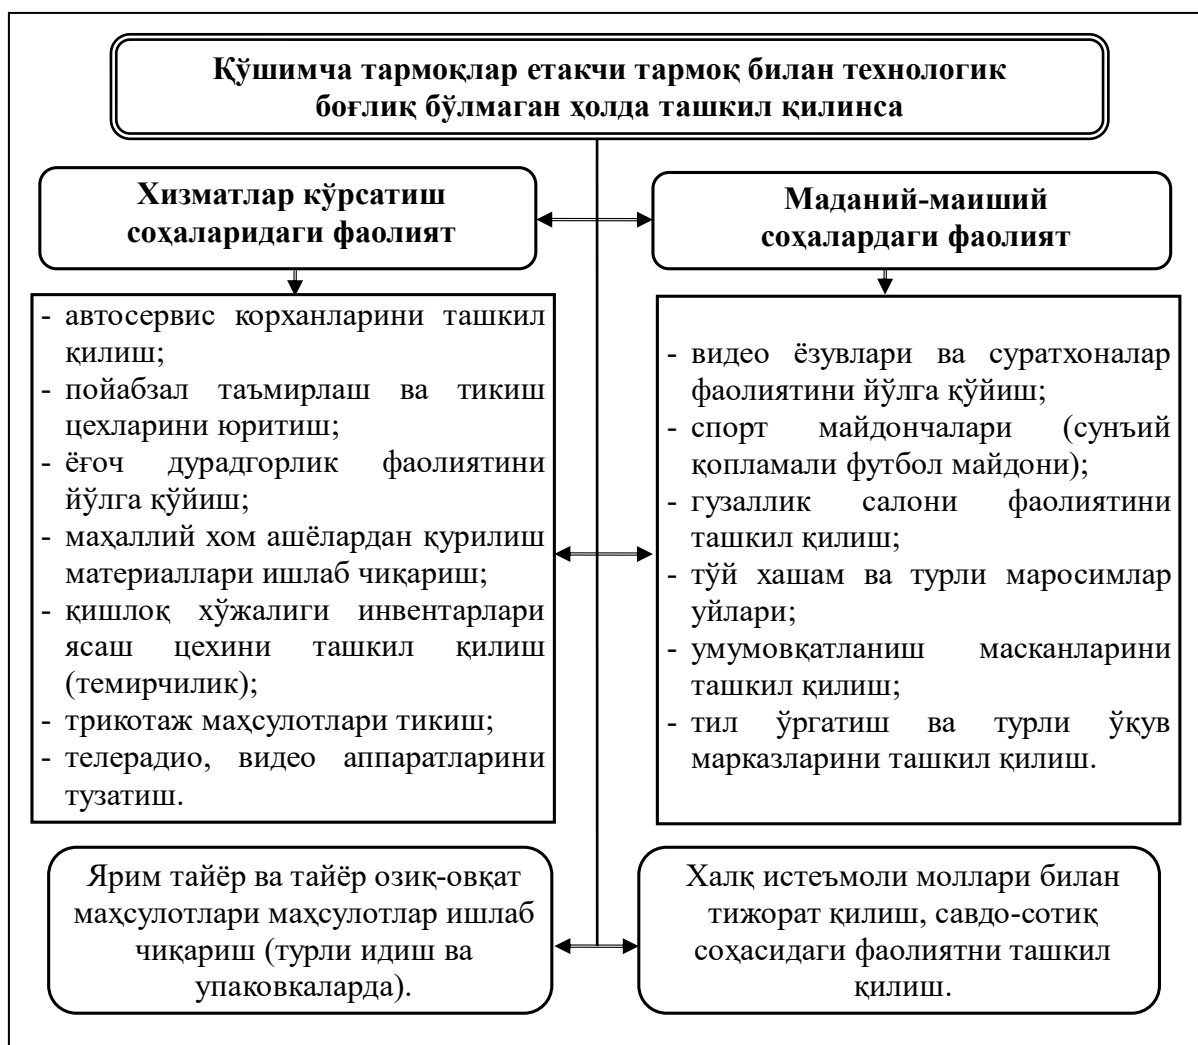 Қўшимча тармоқлар етакчи тармоқ билан технологик
боғлиқ бўлмаган ҳолда ташкил қилинса
Хизматлар кўрсатиш
соҳаларидаги фаолият
Маданий-маиший
соҳалардаги фаолият
- автосервис корханларини ташкил
қилиш;
- пойабзал таъмирлаш ва тикиш
цехларини юритиш;
- ёғоч дурадгорлик фаолиятини
йўлга қўйиш;
- маҳаллий хом ашёлардан қурилиш
материаллари ишлаб чиқариш;
- қишлоқ хўжалиги инвентарлари
ясаш цехини ташкил қилиш
(темирчилик);
- трикотаж маҳсулотлари тикиш;
- телерадио, видео аппаратларини
тузатиш.
- видео ёзувлари ва суратхоналар
фаолиятини йўлга қўйиш;
- спорт майдончалари (сунъий
қопламали футбол майдони);
- гузаллик салони фаолиятини
ташкил қилиш;
- тўй хашам ва турли маросимлар
уйлари;
- умумовқатланиш масканларини
ташкил қилиш;
- тил ўргатиш ва турли ўқув
марказларини ташкил қилиш.
Ярим тайёр ва тайёр озиқ-овқат
маҳсулотлари маҳсулотлар ишлаб
чиқариш (турли идиш ва
упаковкаларда).
Халқ истеъмоли моллари билан
тижорат қилиш, савдо-сотиқ
соҳасидаги фаолиятни ташкил
қилиш.